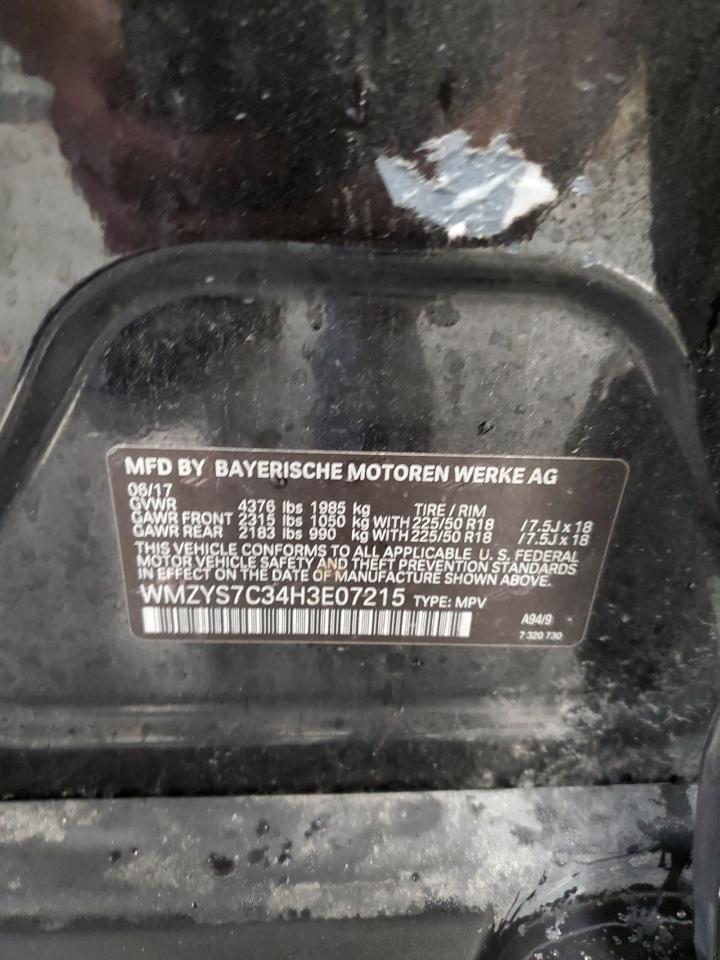 MFD BY BAYERISCHE MOTOREN WERKE AG
06/17
GVWR 4376 lbs 1985 kg TIRE / RIM
GAWR FRONT 2315 lbs 1050 kg WITH 225/50 R18 /7.5J x 18
GAWR REAR 2183 lbs 990 kg WITH 225/50 R18 /7.5J x 18
THIS VEHICLE CONFORMS TO ALL APPLICABLE U. S. FEDERAL
MOTOR VEHICLE SAFETY AND THEFT PREVENTION STANDARDS
IN EFFECT ON THE DATE OF MANUFACTURE SHOWN ABOVE.
WMZYS7C34H3E07215 TYPE: MPV
A94/9
7 320 730